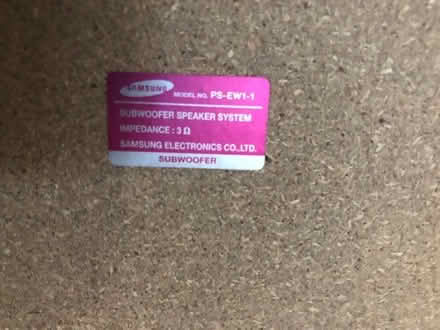 SAMSUNG MODEL NO. PS-EW1-1
SUBWOOFER SPEAKER SYSTEM
IMPEDANCE : 3 Ω
SAMSUNG ELECTRONICS CO.,LTD.
SUBWOOFER